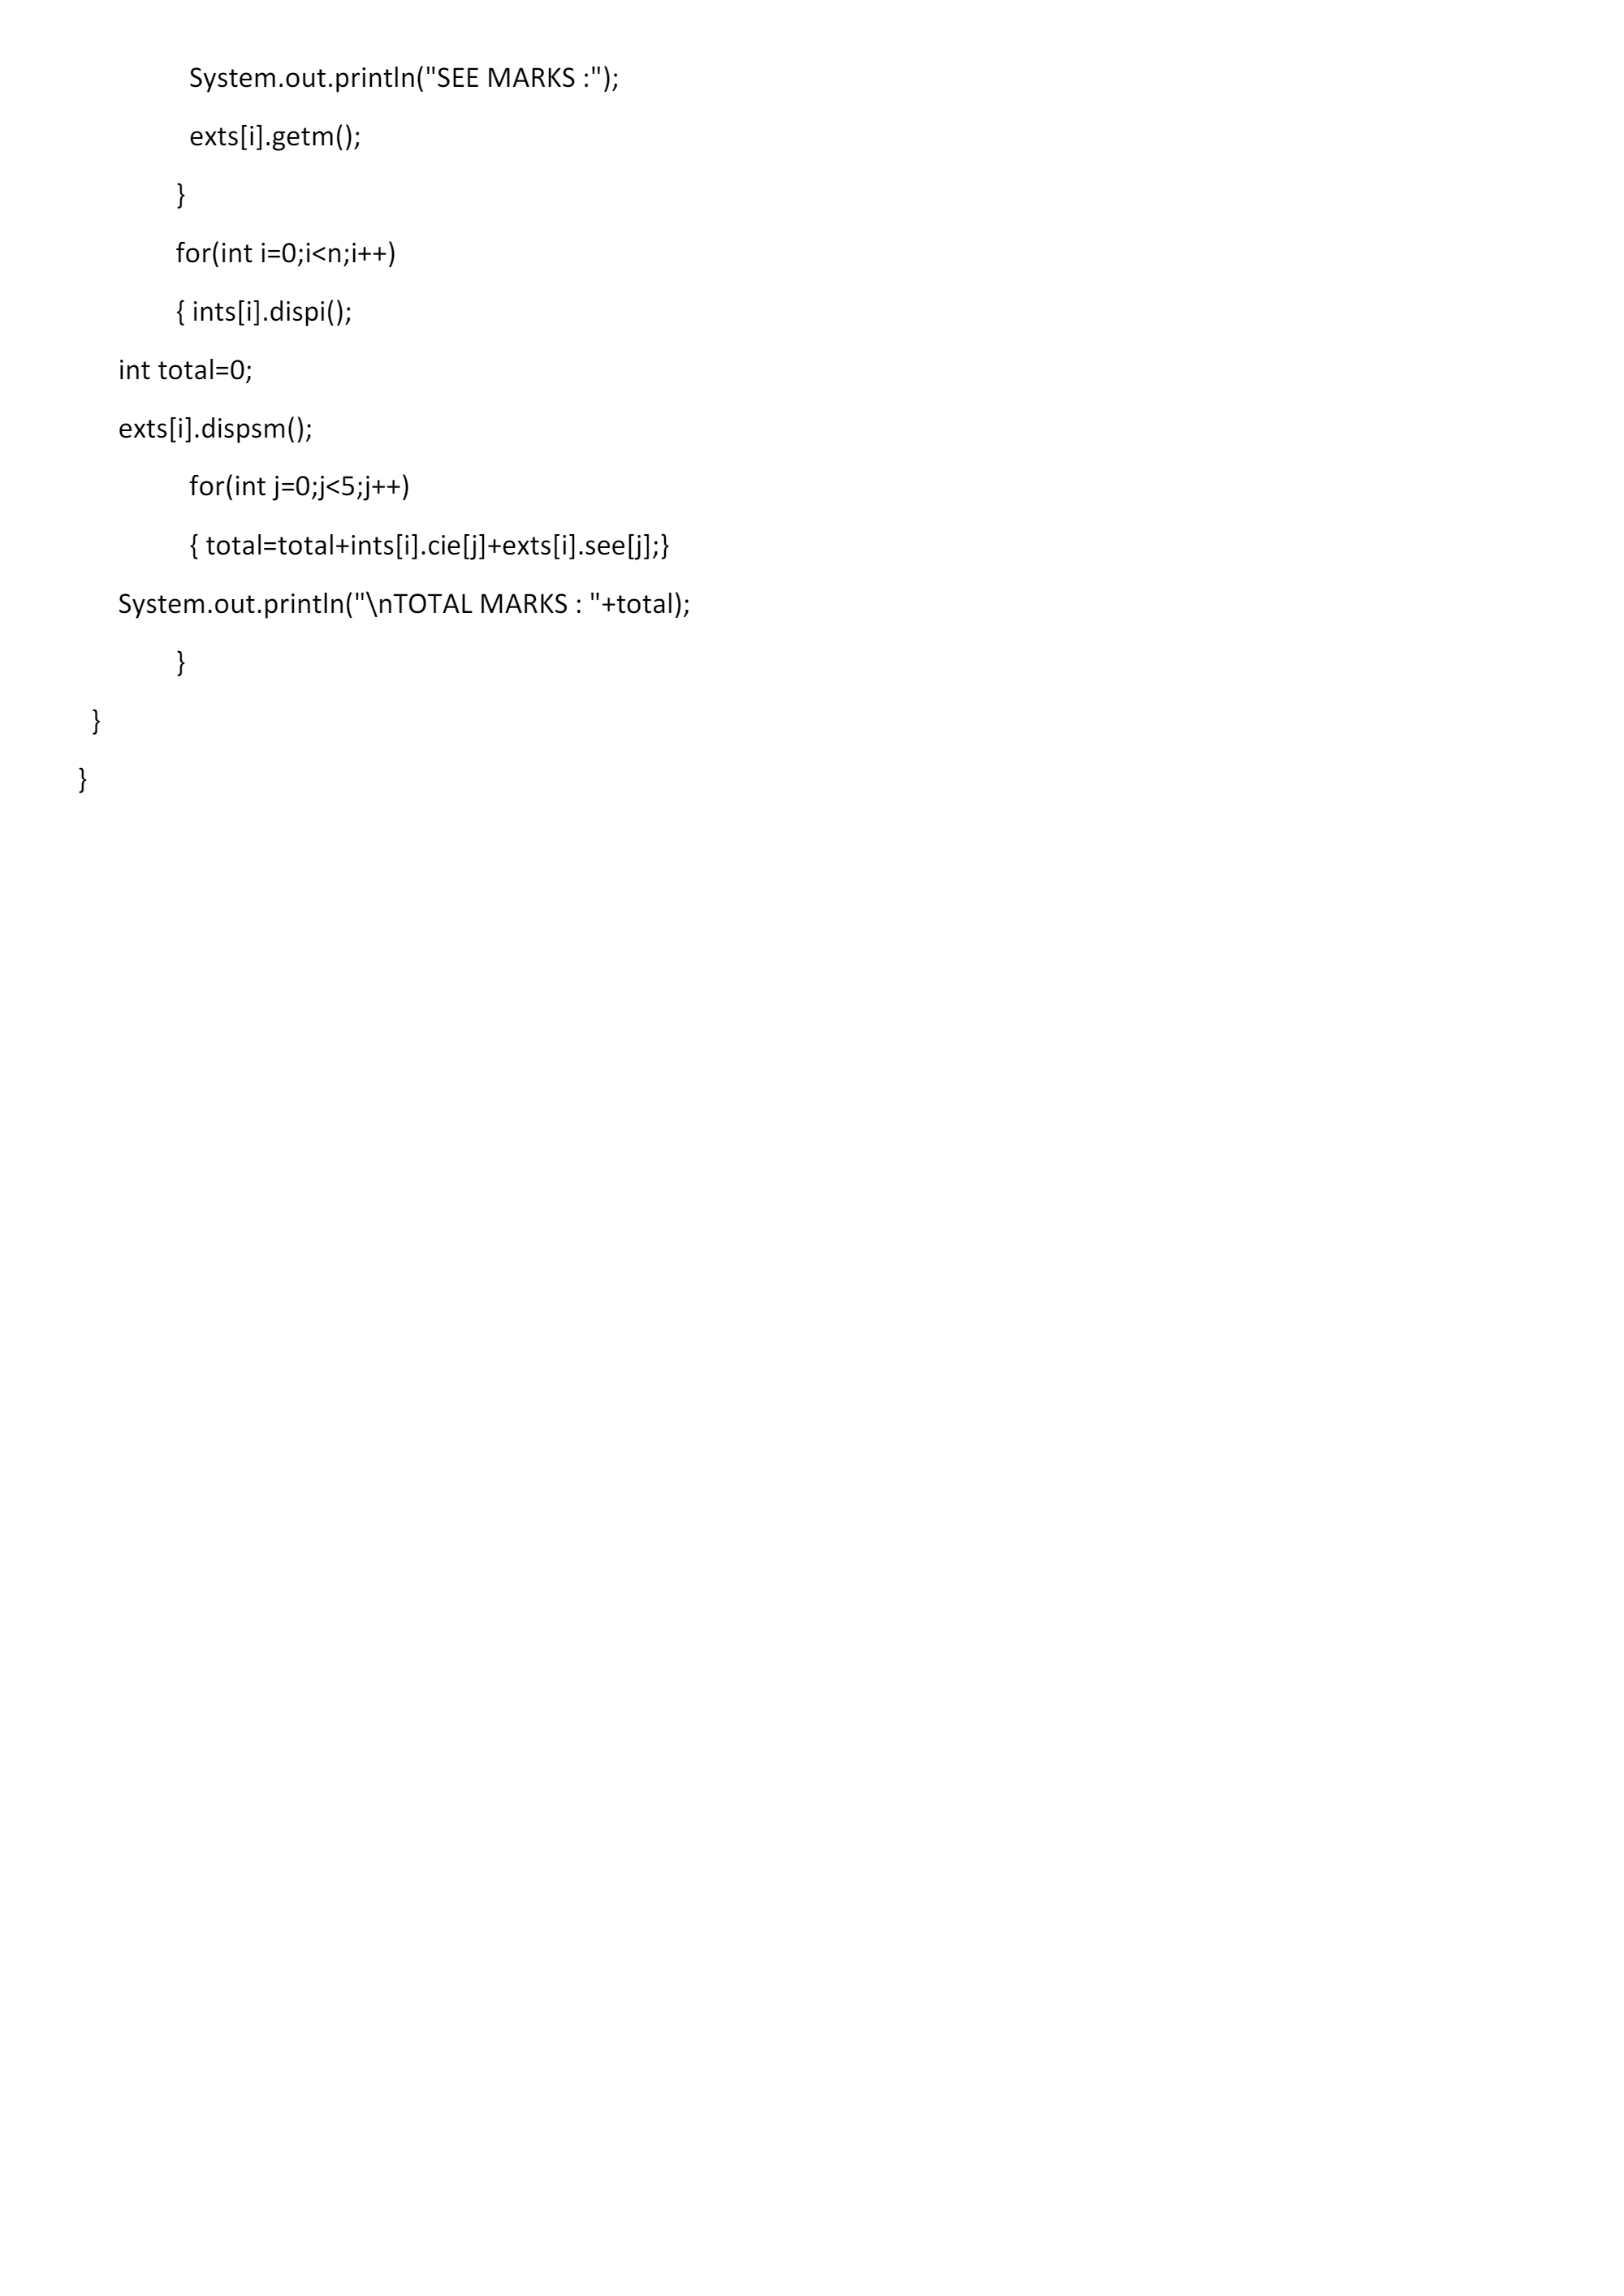 System.out.println("SEE MARKS :");
exts[i].getm();
}
for(int i=0;i<n;i++)
{ ints[i].dispi();
int total=0;
exts[i].dispsm();
for(int j=0;j<5;j++)
{ total=total+ints[i].cie[j]+exts[i].see[j];}
System.out.println("\nTOTAL MARKS : "+total);
}
}
}